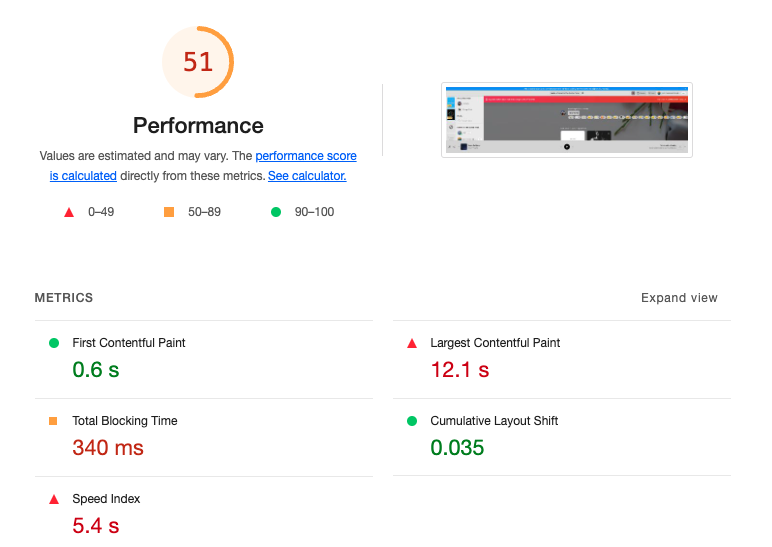 51
Performance
Values are estimated and may vary. The performance score
is calculated directly from these metrics. See calculator.
0–49
50–89
90–100
METRICS
Expand view
First Contentful Paint
0.6 s
Largest Contentful Paint
12.1 s
Total Blocking Time
340 ms
Cumulative Layout Shift
0.035
Speed Index
5.4 s